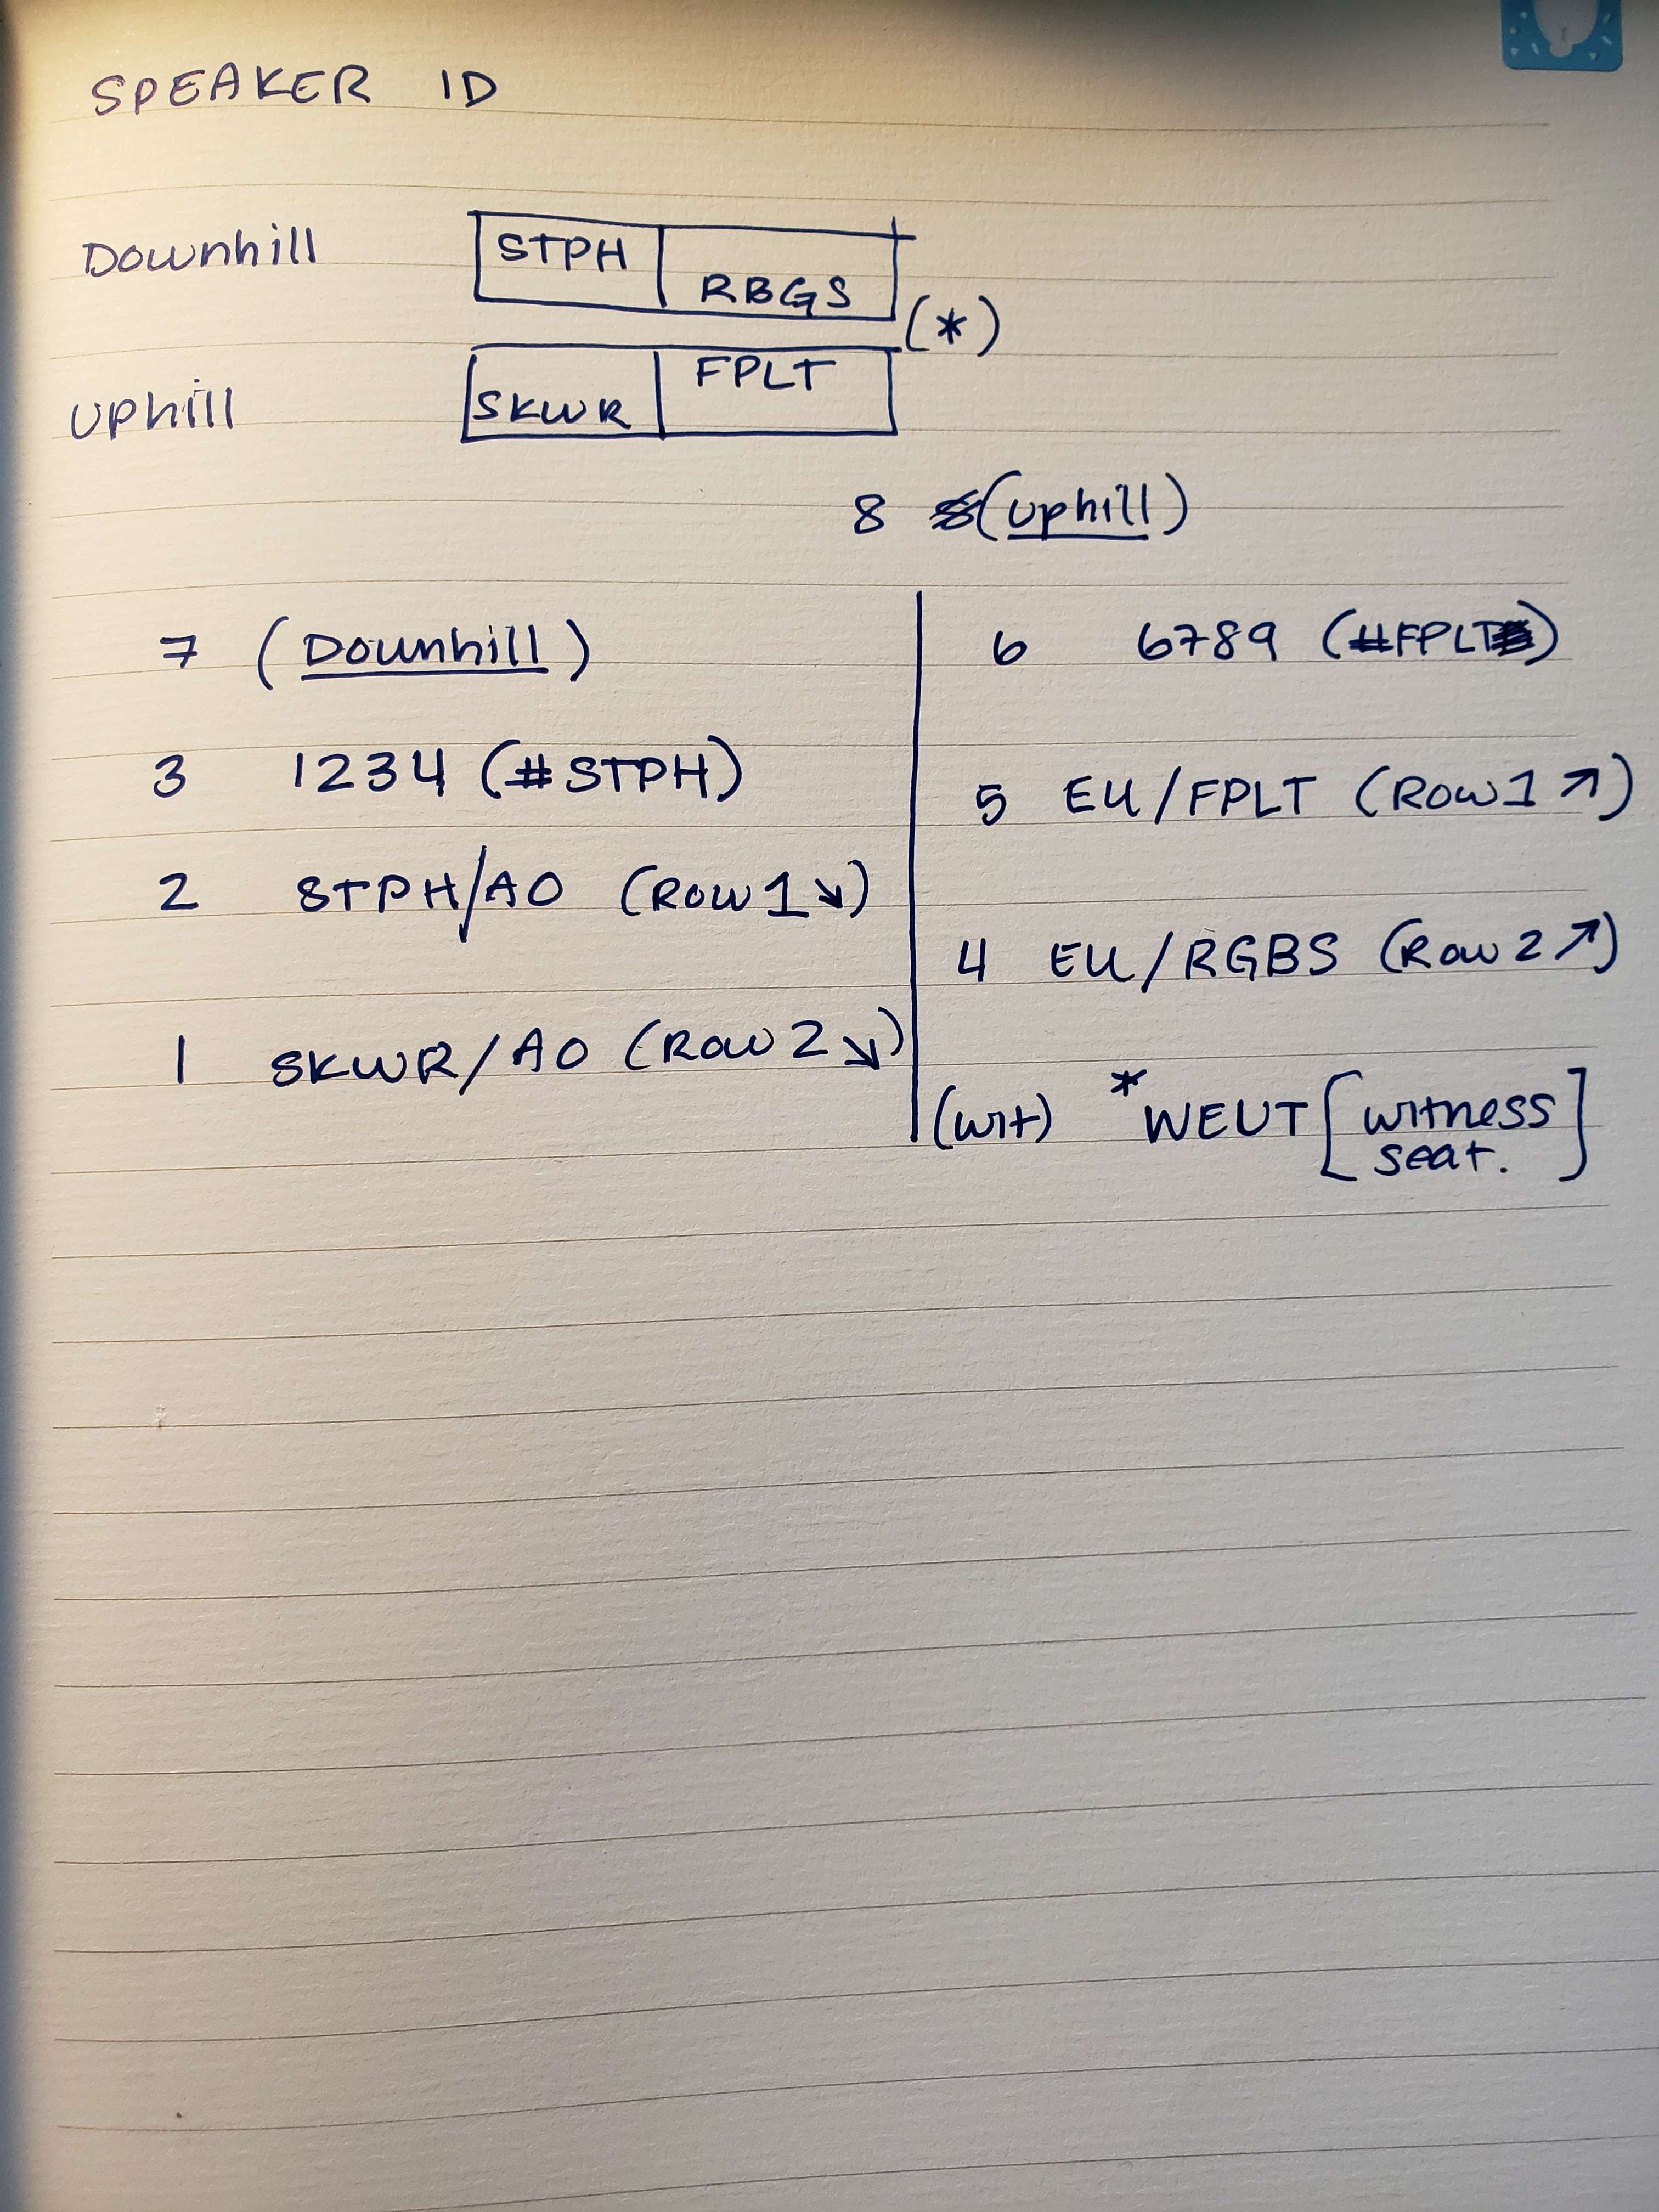 SPEAKER ID
Downhill STPH RBGS
(*)
Uphill SKWR FPLT
8 (Uphill)
7 (Downhill)
3 1234 (#STPH)
2 STPH/AO (ROW 1↘)
1 SKWR/AO (ROW 2↘)
6 6789 (#FPLT)
5 EU/FPLT (ROW 1↗)
4 EU/RGBS (ROW 2↗)
(wit) *WEUT [witness
seat.]